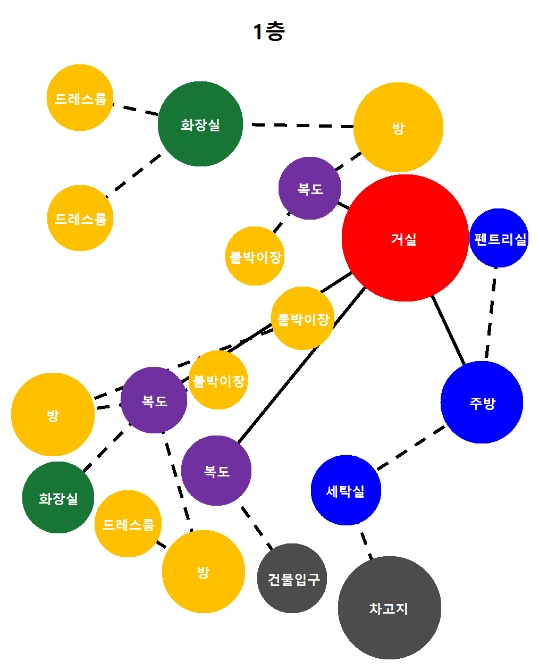 1층
드레스룸
화장실
방
복도
드레스룸
거실
펜트리실
붙박이장
붙박이장
붙박이장
복도
주방
방
복도
세탁실
화장실
드레스룸
방
건물입구
차고지